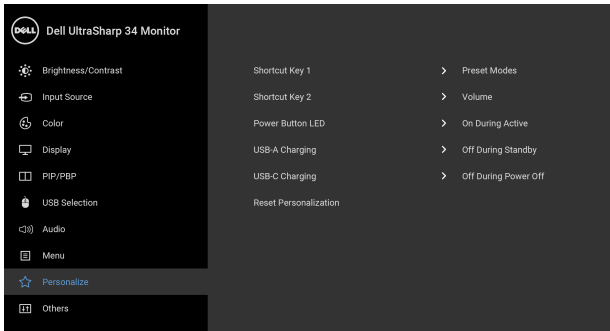 DELL Dell UltraSharp 34 Monitor
Brightness/Contrast
Input Source
Color
Display
PIP/PBP
USB Selection
Audio
Menu
Personalize
Others
Shortcut Key 1 > Preset Modes
Shortcut Key 2 > Volume
Power Button LED > On During Active
USB-A Charging > Off During Standby
USB-C Charging > Off During Power Off
Reset Personalization